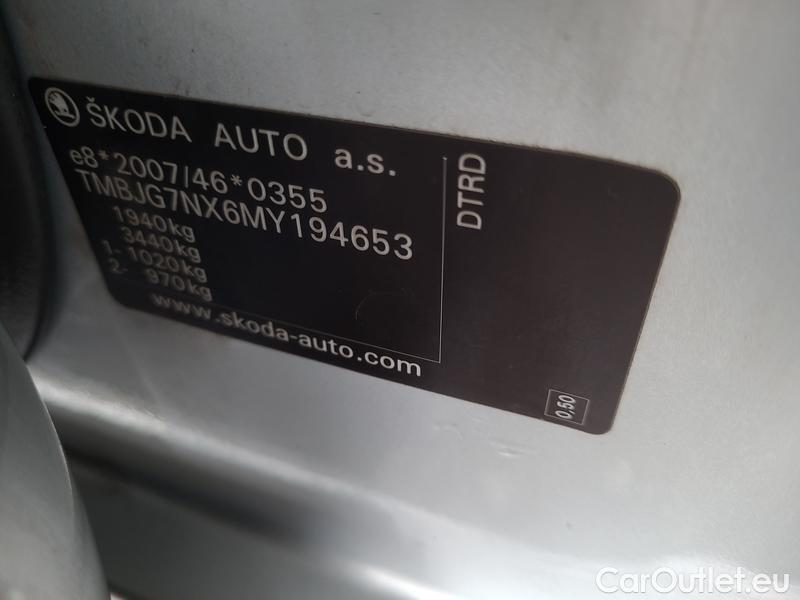 ŠKODA AUTO a.s.
e8*2007/46*0355
TMBJG7NX6MY194653
1940kg
3440kg
1- 1020kg
2- 970kg
www.skoda-auto.com
DTRD
0,50
CarOutlet.eu